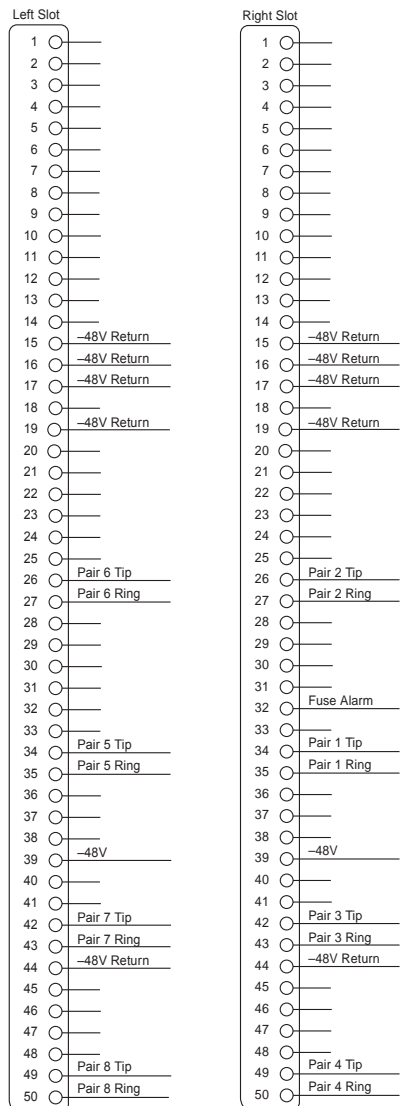 Left Slot
1
2
3
4
5
6
7
8
9
10
11
12
13
14
15 –48V Return
16 –48V Return
17 –48V Return
18
19 –48V Return
20
21
22
23
24
25
26 Pair 6 Tip
27 Pair 6 Ring
28
29
30
31
32
33
34 Pair 5 Tip
35 Pair 5 Ring
36
37
38
39 –48V
40
41
42 Pair 7 Tip
43 Pair 7 Ring
44 –48V Return
45
46
47
48
49 Pair 8 Tip
50 Pair 8 Ring
Right Slot
1
2
3
4
5
6
7
8
9
10
11
12
13
14
15 –48V Return
16 –48V Return
17 –48V Return
18
19 –48V Return
20
21
22
23
24
25
26 Pair 2 Tip
27 Pair 2 Ring
28
29
30
31
32 Fuse Alarm
33
34 Pair 1 Tip
35 Pair 1 Ring
36
37
38
39 –48V
40
41
42 Pair 3 Tip
43 Pair 3 Ring
44 –48V Return
45
46
47
48
49 Pair 4 Tip
50 Pair 4 Ring